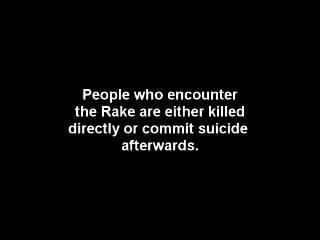 People who encounter
the Rake are either killed
directly or commit suicide
afterwards.